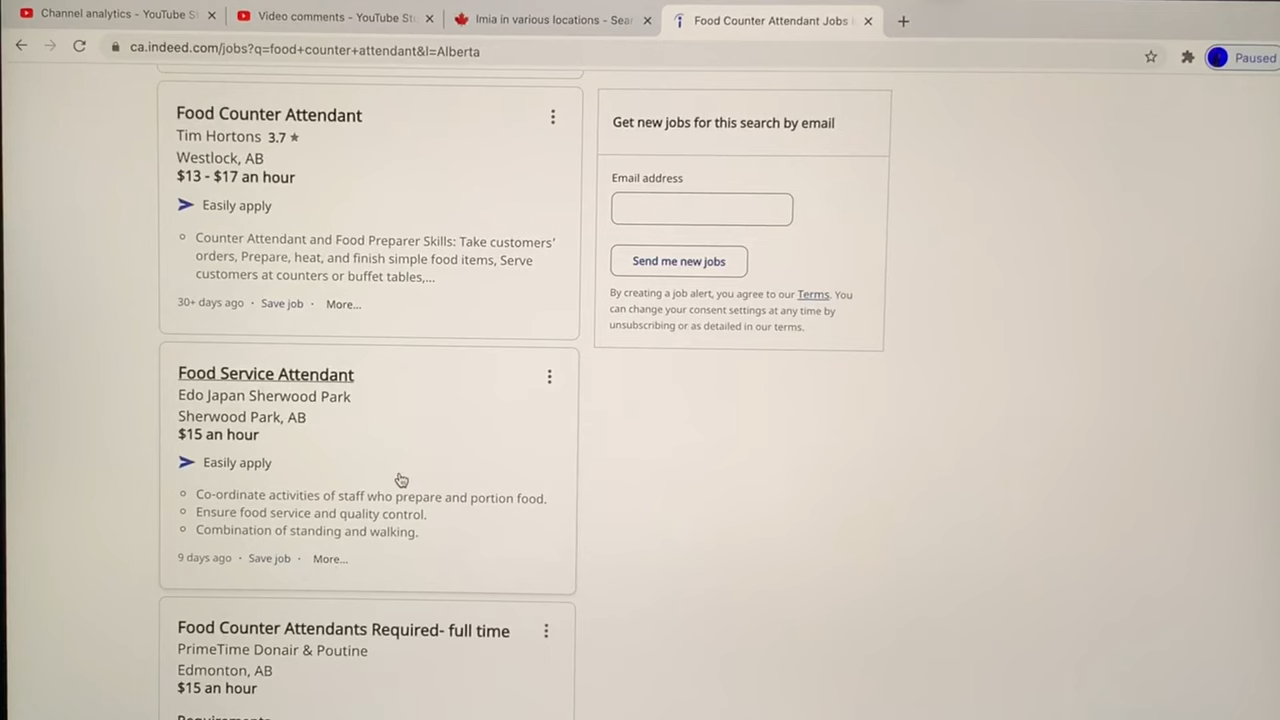 Channel analytics - YouTube St
Video comments - YouTube St
lmia in various locations - Sear
Food Counter Attendant Jobs
ca.indeed.com/jobs?q=food+counter+attendant&l=Alberta
Paused
Food Counter Attendant
Tim Hortons 3.7 ★
Westlock, AB
$13 - $17 an hour
Easily apply
Counter Attendant and Food Preparer Skills: Take customers'
orders, Prepare, heat, and finish simple food items, Serve
customers at counters or buffet tables,...
30+ days ago · Save job · More...
Get new jobs for this search by email
Email address
Send me new jobs
By creating a job alert, you agree to our Terms. You
can change your consent settings at any time by
unsubscribing or as detailed in our terms.
Food Service Attendant
Edo Japan Sherwood Park
Sherwood Park, AB
$15 an hour
Easily apply
Co-ordinate activities of staff who prepare and portion food.
Ensure food service and quality control.
Combination of standing and walking.
9 days ago · Save job · More...
Food Counter Attendants Required- full time
PrimeTime Donair & Poutine
Edmonton, AB
$15 an hour